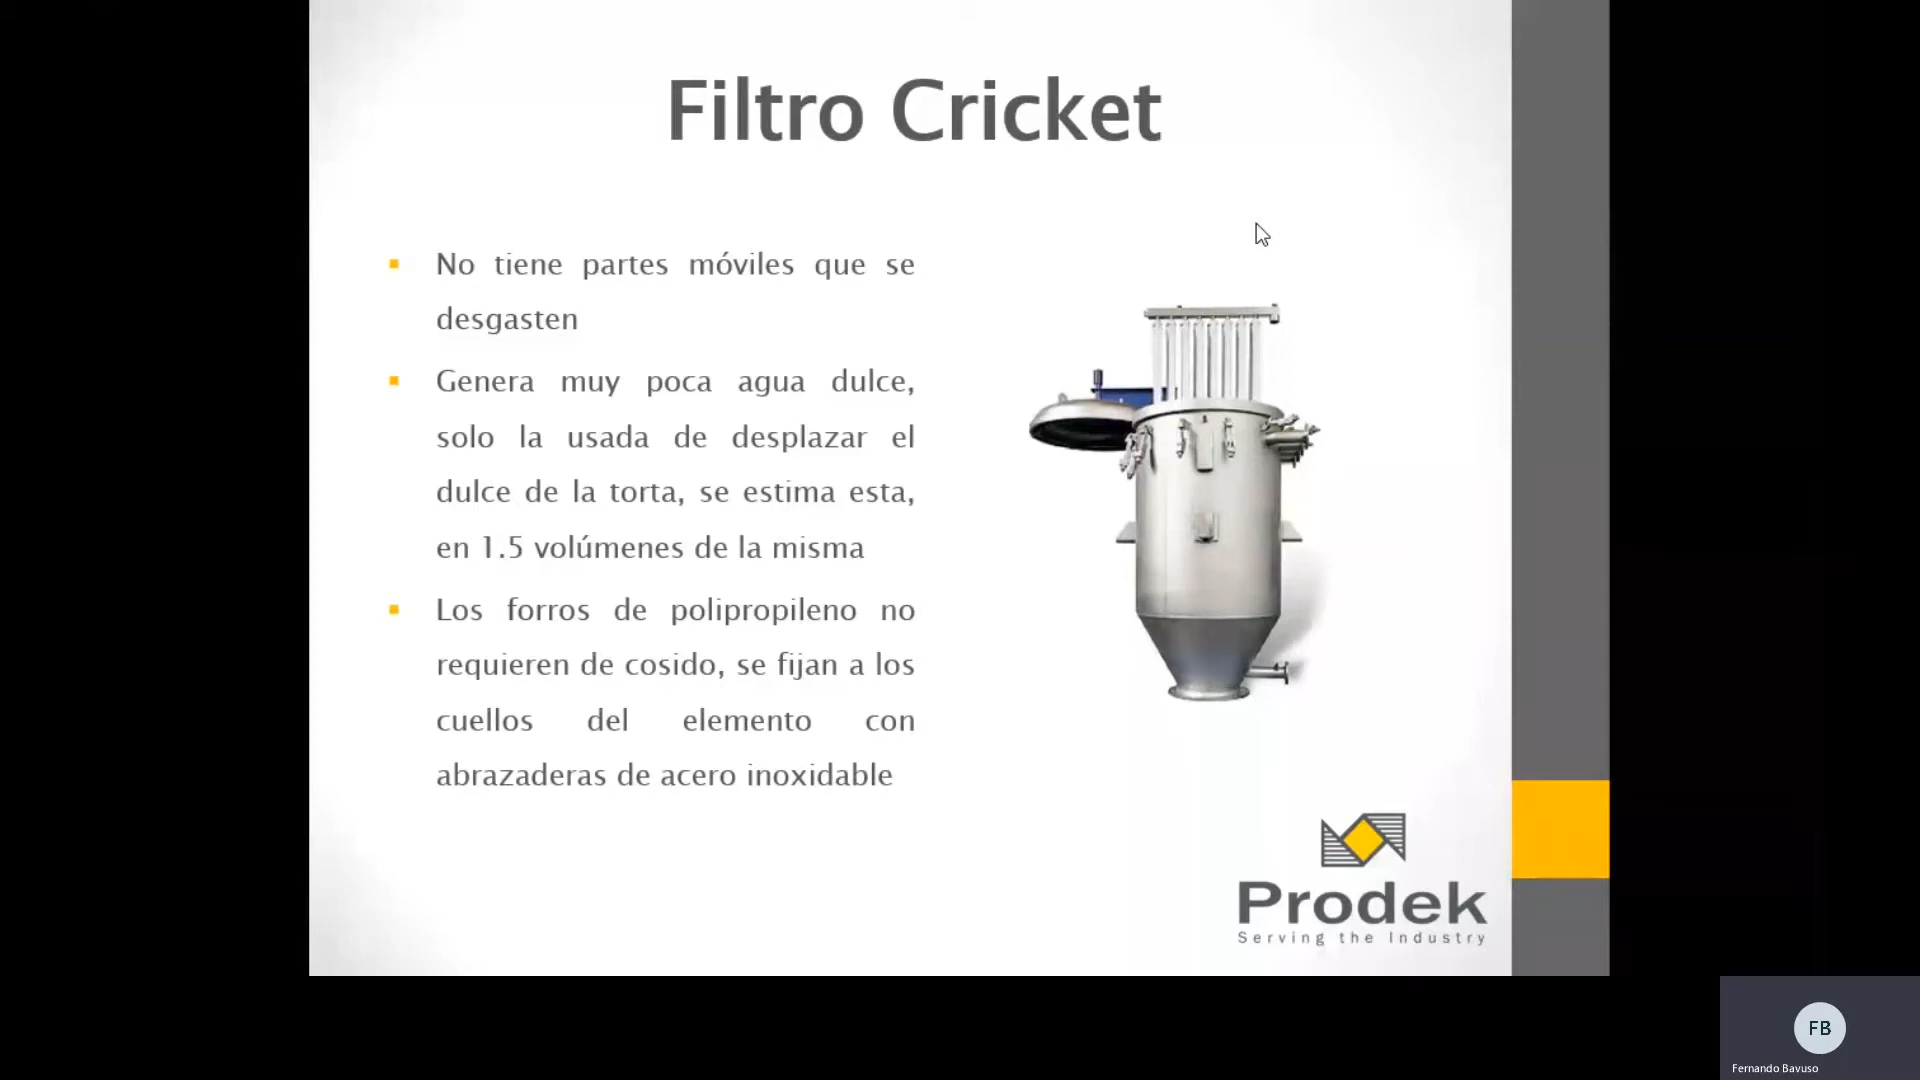 Filtro Cricket
No tiene partes móviles que se
desgasten
Genera muy poca agua dulce,
solo la usada de desplazar el
dulce de la torta, se estima esta,
en 1.5 volúmenes de la misma
Los forros de polipropileno no
requieren de cosido, se fijan a los
cuellos del elemento con
abrazaderas de acero inoxidable
Prodek
Serving the Industry
FB
Fernando Bavuso